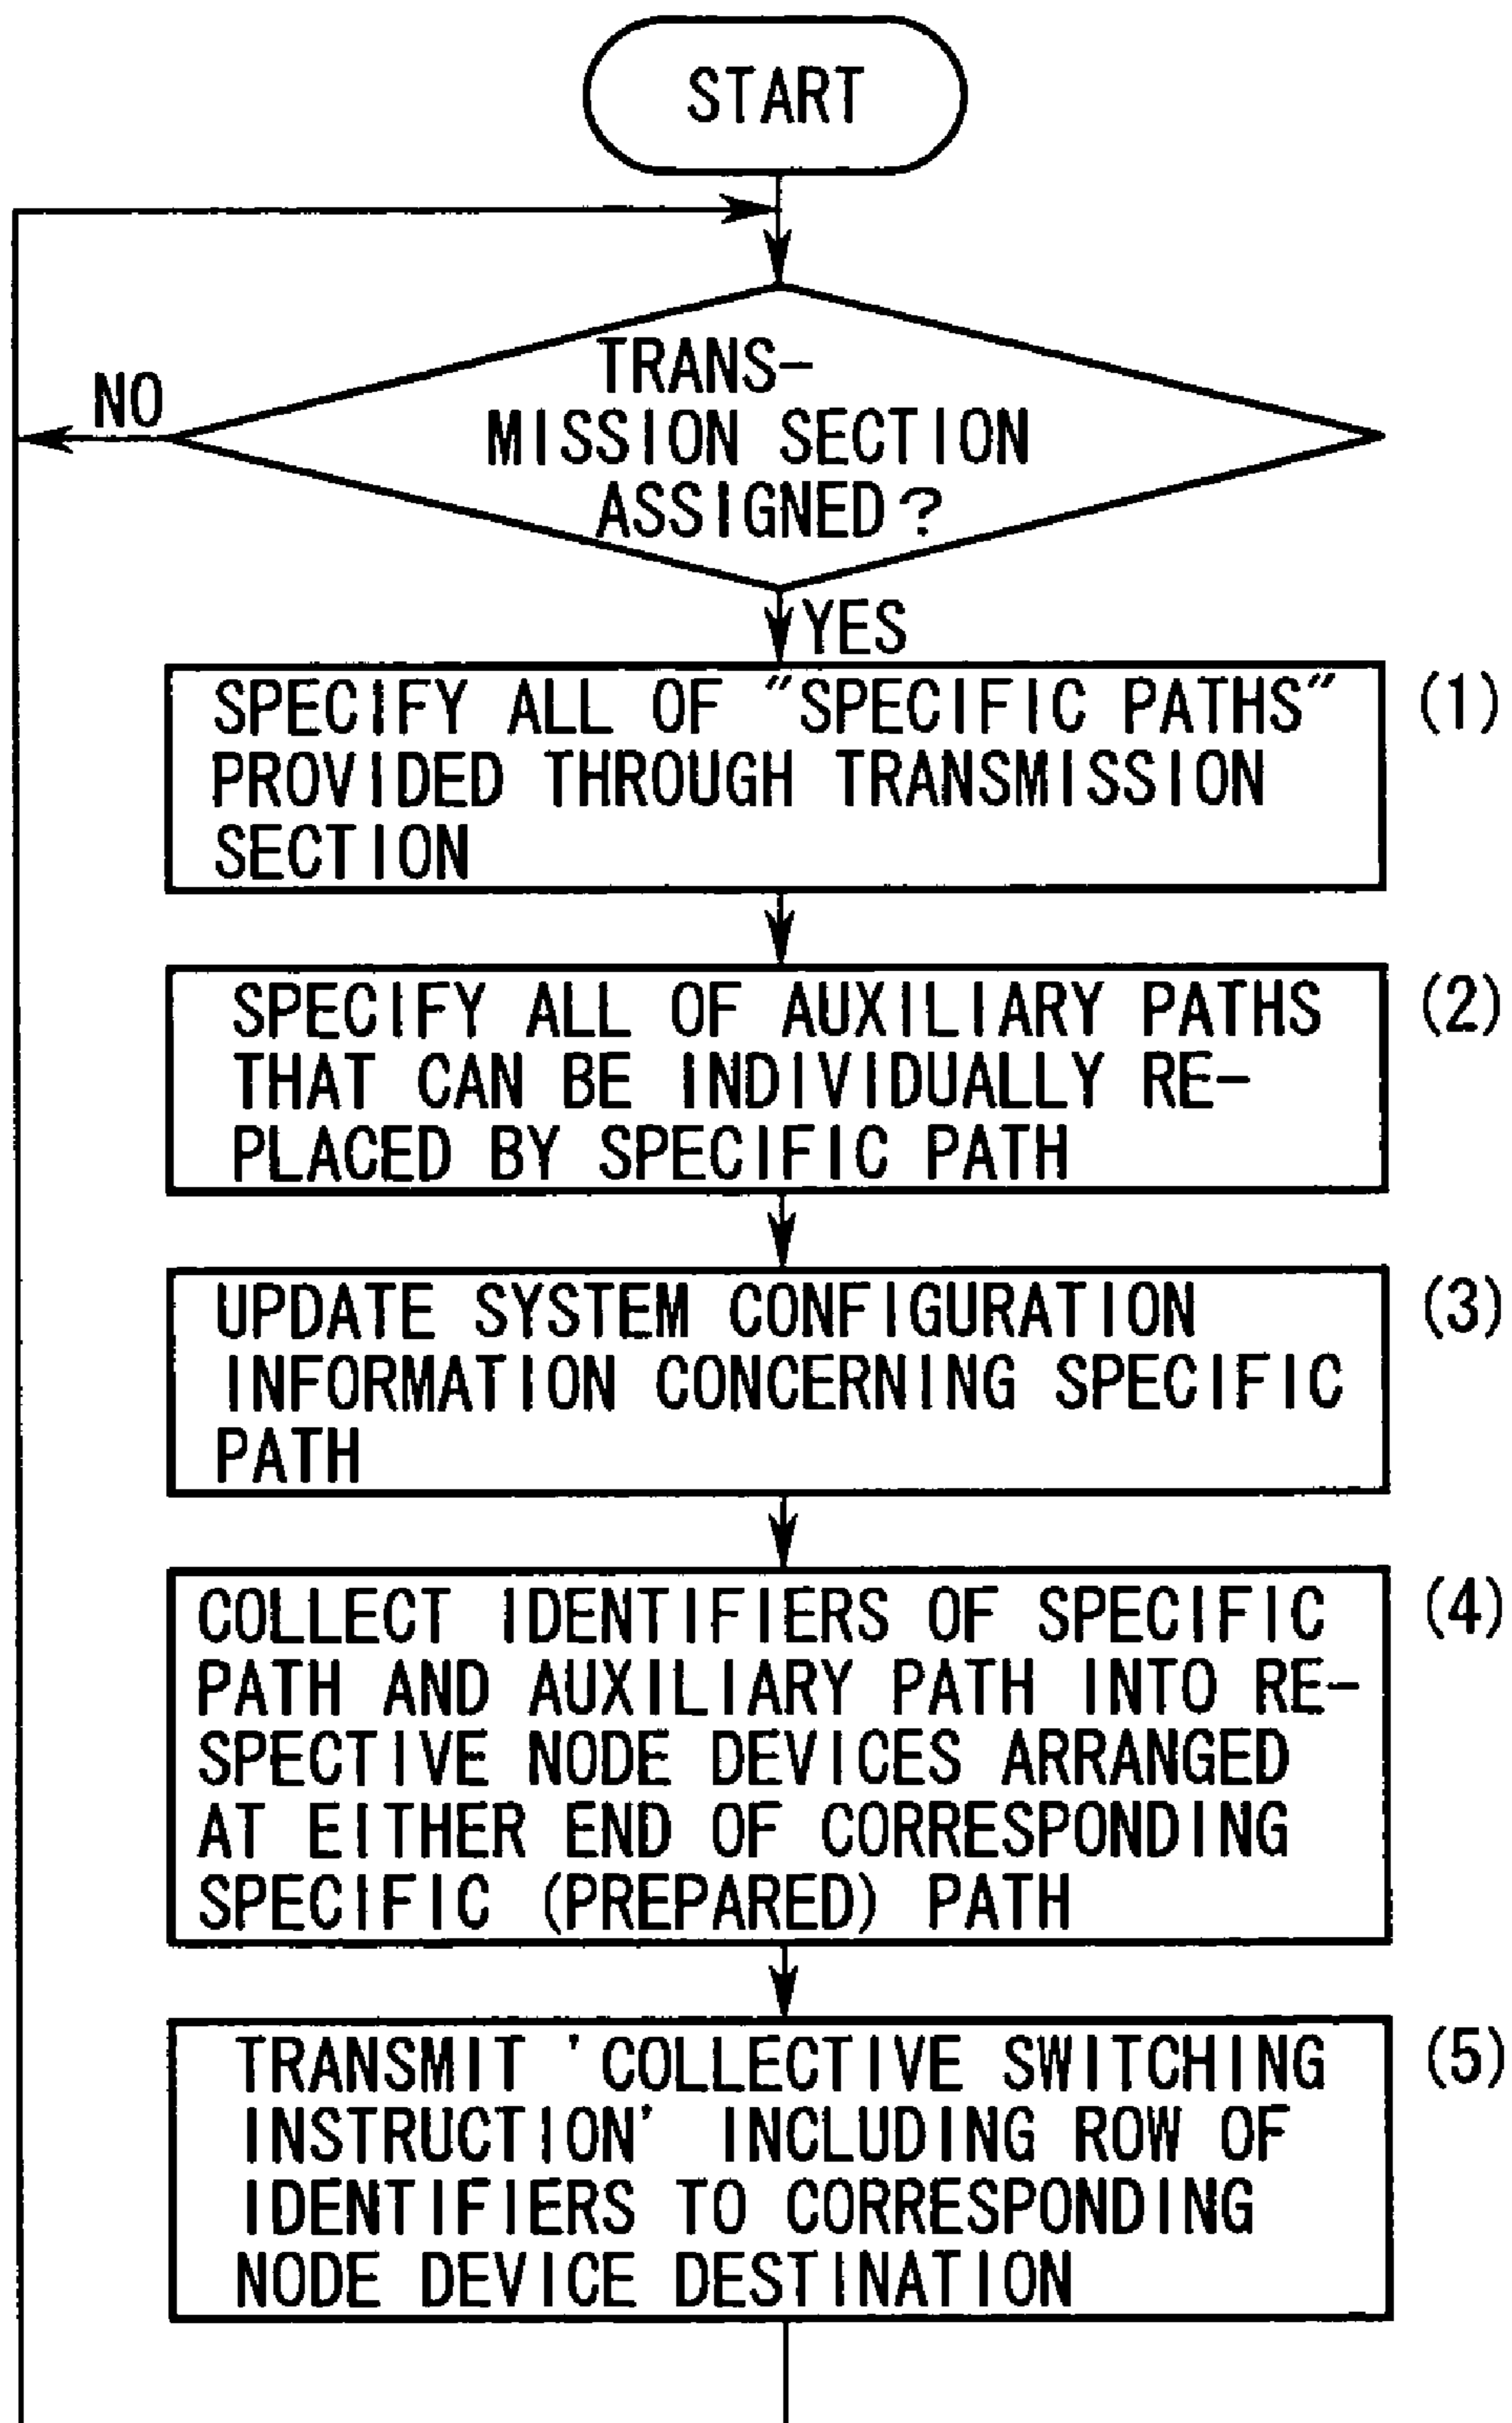 START
TRANS-
MISSION SECTION
ASSIGNED?
NO
YES
SPECIFY ALL OF "SPECIFIC PATHS"
PROVIDED THROUGH TRANSMISSION
SECTION
(1)
SPECIFY ALL OF AUXILIARY PATHS
THAT CAN BE INDIVIDUALLY RE-
PLACED BY SPECIFIC PATH
(2)
UPDATE SYSTEM CONFIGURATION
INFORMATION CONCERNING SPECIFIC
PATH
(3)
COLLECT IDENTIFIERS OF SPECIFIC
PATH AND AUXILIARY PATH INTO RE-
SPECTIVE NODE DEVICES ARRANGED
AT EITHER END OF CORRESPONDING
SPECIFIC (PREPARED) PATH
(4)
TRANSMIT 'COLLECTIVE SWITCHING
INSTRUCTION' INCLUDING ROW OF
IDENTIFIERS TO CORRESPONDING
NODE DEVICE DESTINATION
(5)